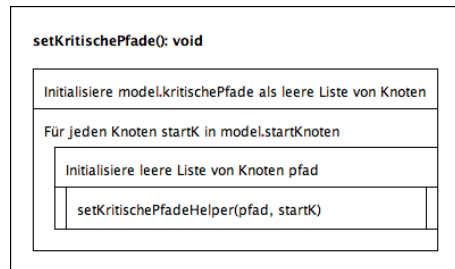 setKritischePfade(): void
Initialisiere model.kritischePfade als leere Liste von Knoten
Für jeden Knoten startK in model.startKnoten
Initialisiere leere Liste von Knoten pfad
setKritischePfadeHelper(pfad, startK)